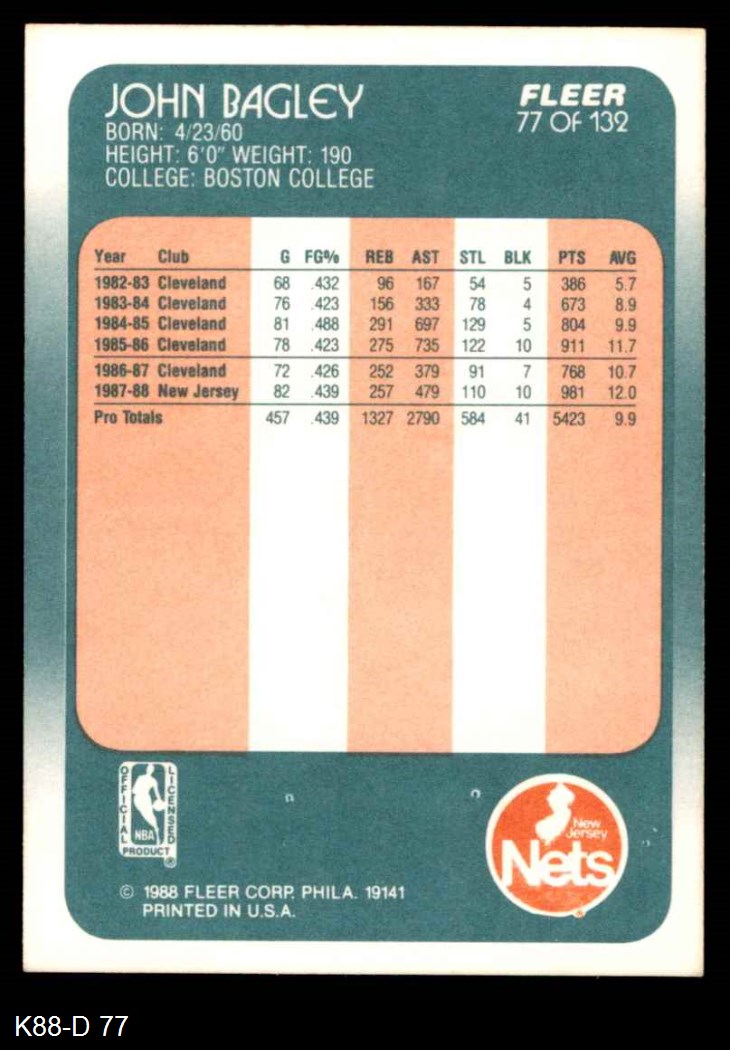 JOHN BAGLEY
BORN: 4/23/60
HEIGHT: 6'0" WEIGHT: 190
COLLEGE: BOSTON COLLEGE
FLEER
77 OF 132
Year Club G FG% REB AST STL BLK PTS AVG
1982-83 Cleveland 68 .432 96 167 54 5 386 5.7
1983-84 Cleveland 76 .423 156 333 78 4 673 8.9
1984-85 Cleveland 81 .488 291 697 129 5 804 9.9
1985-86 Cleveland 78 .423 275 735 122 10 911 11.7
1986-87 Cleveland 72 .426 252 379 91 7 768 10.7
1987-88 New Jersey 82 .439 257 479 110 10 981 12.0
Pro Totals 457 .439 1327 2790 584 41 5423 9.9
OFFICIAL
LICENSED
NBA
PRODUCT
®
New
Jersey
Nets
© 1988 FLEER CORP. PHILA. 19141
PRINTED IN U.S.A.
K88-D 77